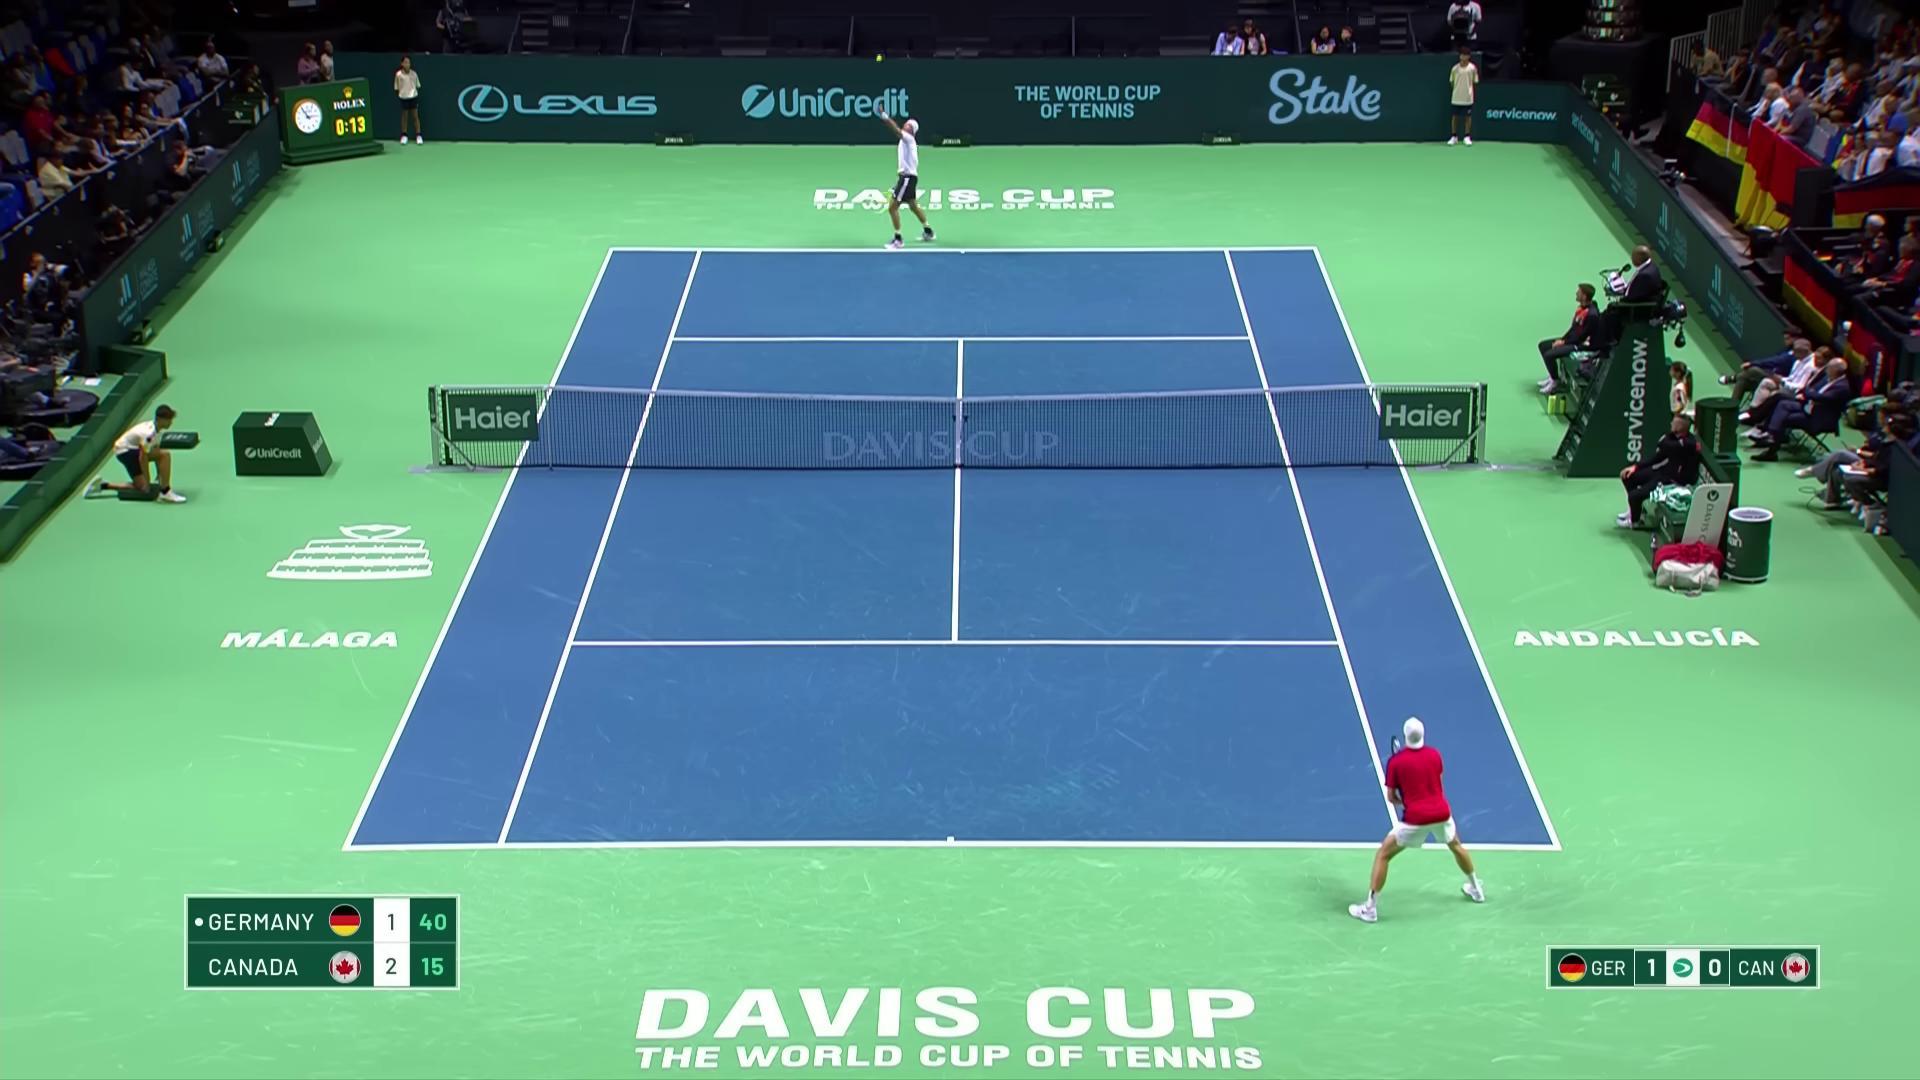 ROLEX
0:13
LEXUS
UniCredit
THE WORLD CUP
OF TENNIS
Stake
servicenow.
DAVIS CUP
THE WORLD CUP OF TENNIS
Haier
Haier
DAVIS CUP
servicenow.
UniCredit
MÁLAGA
ANDALUCÍA
GERMANY 1 40
CANADA 2 15
GER 1 0 CAN
DAVIS CUP
THE WORLD CUP OF TENNIS